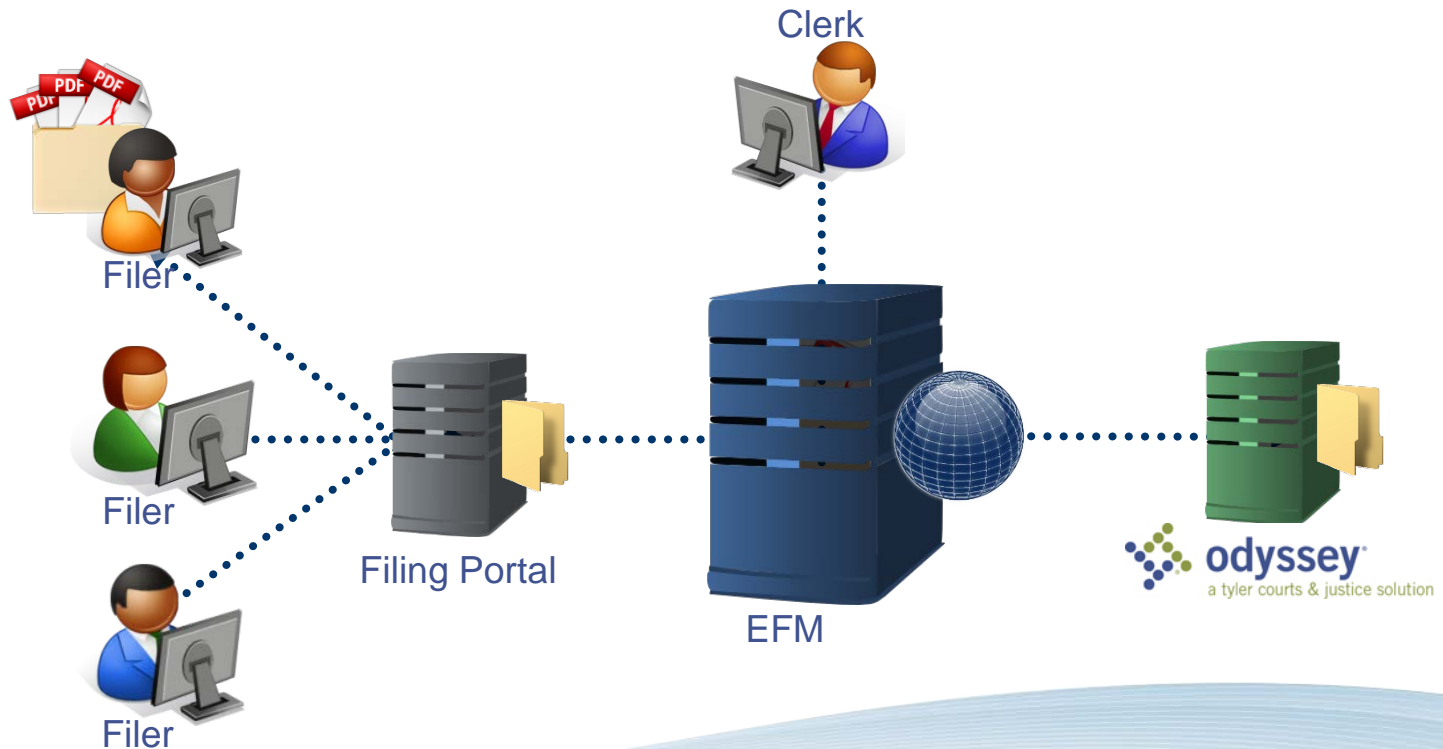 Clerk
PDF
PDF
PDF
Filer
Filer
Filing Portal
EFM
odyssey
a tyler courts & justice solution
Filer